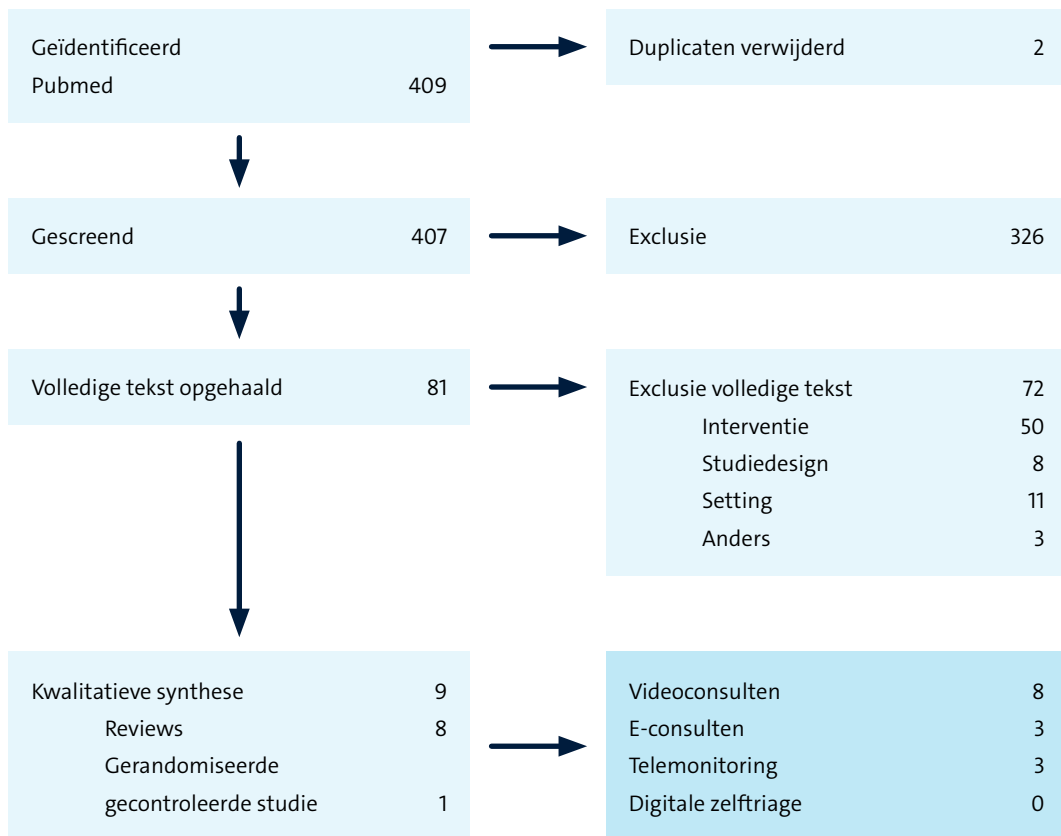 Geïdentificeerd
Pubmed 409
Duplicaten verwijderd 2
Gescreend 407
Exclusie 326
Volledige tekst opgehaald 81
Exclusie volledige tekst 72
Interventie 50
Studiedesign 8
Setting 11
Anders 3
Kwalitatieve synthese 9
Reviews 8
Gerandomiseerde
gecontroleerde studie 1
Videoconsulten 8
E-consulten 3
Telemonitoring 3
Digitale zelftriage 0